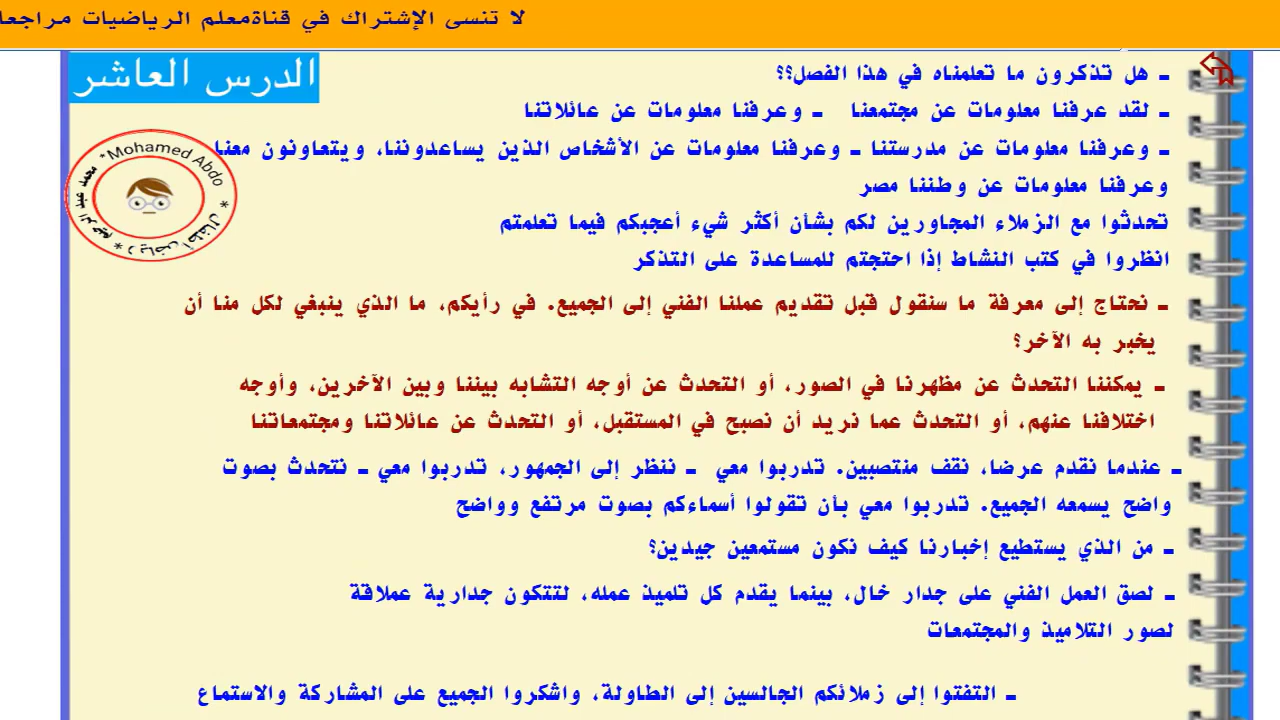 لا تنسى الإشتراك في قناةمعلم الرياضيات مراجعا
الدرس العاشر
ـ هل تذكرون ما تعلمناه في هذا الفصل؟؟
ـ لقد عرفنا معلومات عن مجتمعنا ـ وعرفنا معلومات عن عائلاتنا
ـ وعرفنا معلومات عن مدرستنا ـ وعرفنا معلومات عن الأشخاص الذين يساعدوننا، ويتعاونون معنا
وعرفنا معلومات عن وطننا مصر
تحدثوا مع الزملاء المجاورين لكم بشأن أكثر شيء أعجبكم فيما تعلمتم
انظروا في كتب النشاط إذا احتجتم للمساعدة على التذكر
ـ نحتاج إلى معرفة ما سنقول قبل تقديم عملنا الفني إلى الجميع. في رأيكم، ما الذي ينبغي لكل منا أن
يخبر به الآخر؟
ـ يمكننا التحدث عن مظهرنا في الصور، أو التحدث عن أوجه التشابه بيننا وبين الآخرين، وأوجه
اختلافنا عنهم، أو التحدث عما نريد أن نصبح في المستقبل، أو التحدث عن عائلاتنا ومجتمعاتنا
ـ عندما نقدم عرضا، نقف منتصبين. تدربوا معي ـ ننظر إلى الجمهور، تدربوا معي ـ نتحدث بصوت
واضح يسمعه الجميع. تدربوا معي بأن تقولوا أسماءكم بصوت مرتفع وواضح
ـ من الذي يستطيع إخبارنا كيف نكون مستمعين جيدين؟
ـ لصق العمل الفني على جدار خال، بينما يقدم كل تلميذ عمله، لتتكون جدارية عملاقة
لصور التلاميذ والمجتمعات
ـ التفتوا إلى زملائكم الجالسين إلى الطاولة، واشكروا الجميع على المشاركة والاستماع
*Mohamed Abdo*
محمد عبد الرحيم * رياض أطفال